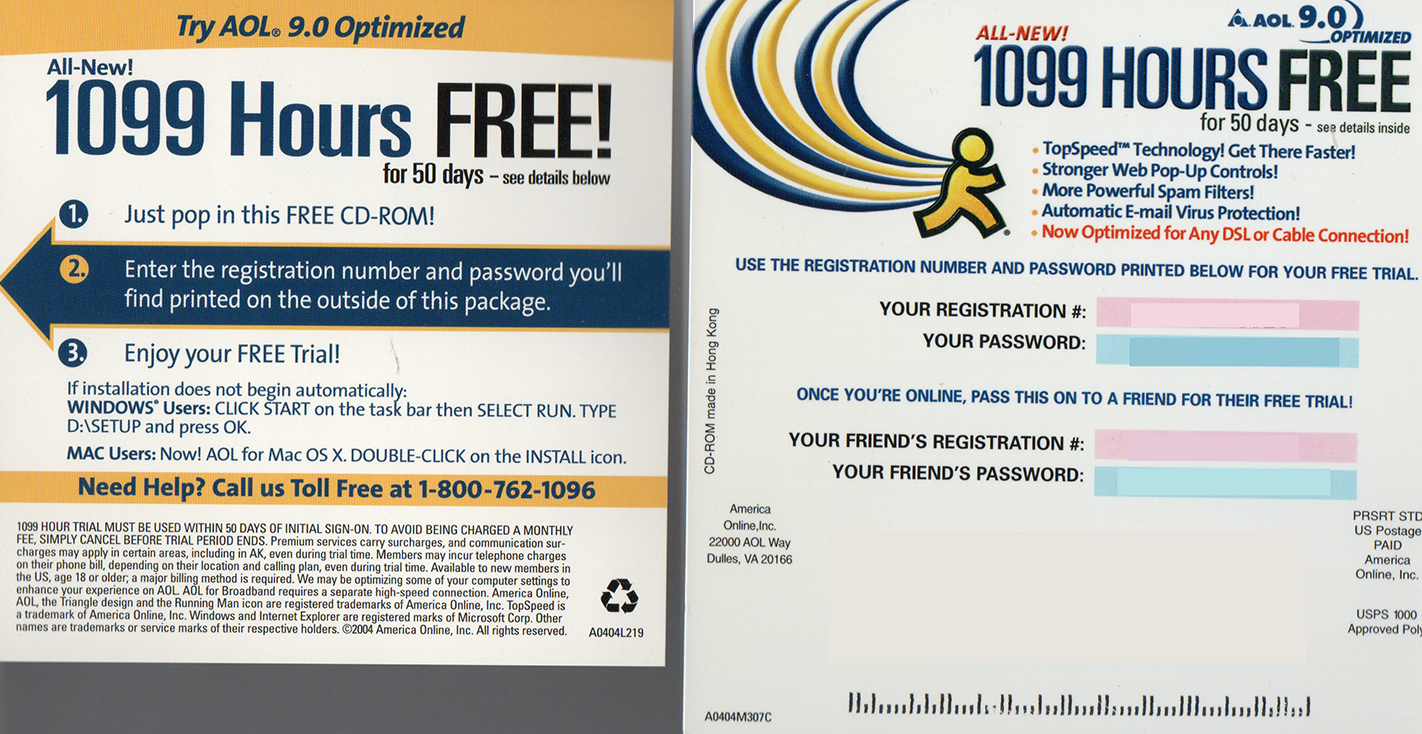 Try AOL® 9.0 Optimized
All-New!
1099 Hours FREE!
for 50 days – see details below
1. Just pop in this FREE CD-ROM!
2. Enter the registration number and password you'll
find printed on the outside of this package.
3. Enjoy your FREE Trial!
If installation does not begin automatically:
WINDOWS® Users: CLICK START on the task bar then SELECT RUN. TYPE
D:\SETUP and press OK.
MAC Users: Now! AOL for Mac OS X. DOUBLE-CLICK on the INSTALL icon.
Need Help? Call us Toll Free at 1-800-762-1096
1099 HOUR TRIAL MUST BE USED WITHIN 50 DAYS OF INITIAL SIGN-ON. TO AVOID BEING CHARGED A MONTHLY
FEE, SIMPLY CANCEL BEFORE TRIAL PERIOD ENDS. Premium services carry surcharges, and communication sur-
charges may apply in certain areas, including in AK, even during trial time. Members may incur telephone charges
on their phone bill, depending on their location and calling plan, even during trial time. Available to new members in
the US, age 18 or older; a major billing method is required. We may be optimizing some of your computer settings to
enhance your experience on AOL. AOL for Broadband requires a separate high-speed connection. America Online,
AOL, the Triangle design and the Running Man icon are registered trademarks of America Online, Inc. TopSpeed is
a trademark of America Online, Inc. Windows and Internet Explorer are registered marks of Microsoft Corp. Other
names are trademarks or service marks of their respective holders. ©2004 America Online, Inc. All rights reserved.
A0404L219
AOL 9.0
OPTIMIZED
ALL-NEW!
1099 HOURS FREE
for 50 days – see details inside
• TopSpeed™ Technology! Get There Faster!
• Stronger Web Pop-Up Controls!
• More Powerful Spam Filters!
• Automatic E-mail Virus Protection!
• Now Optimized for Any DSL or Cable Connection!
®
USE THE REGISTRATION NUMBER AND PASSWORD PRINTED BELOW FOR YOUR FREE TRIAL.
YOUR REGISTRATION #:
YOUR PASSWORD:
CD-ROM made in Hong Kong
ONCE YOU'RE ONLINE, PASS THIS ON TO A FRIEND FOR THEIR FREE TRIAL!
YOUR FRIEND'S REGISTRATION #:
YOUR FRIEND'S PASSWORD:
America
Online,Inc.
22000 AOL Way
Dulles, VA 20166
PRSRT STD
US Postage
PAID
America
Online, Inc.
USPS 1000
Approved Poly
A0404M307C